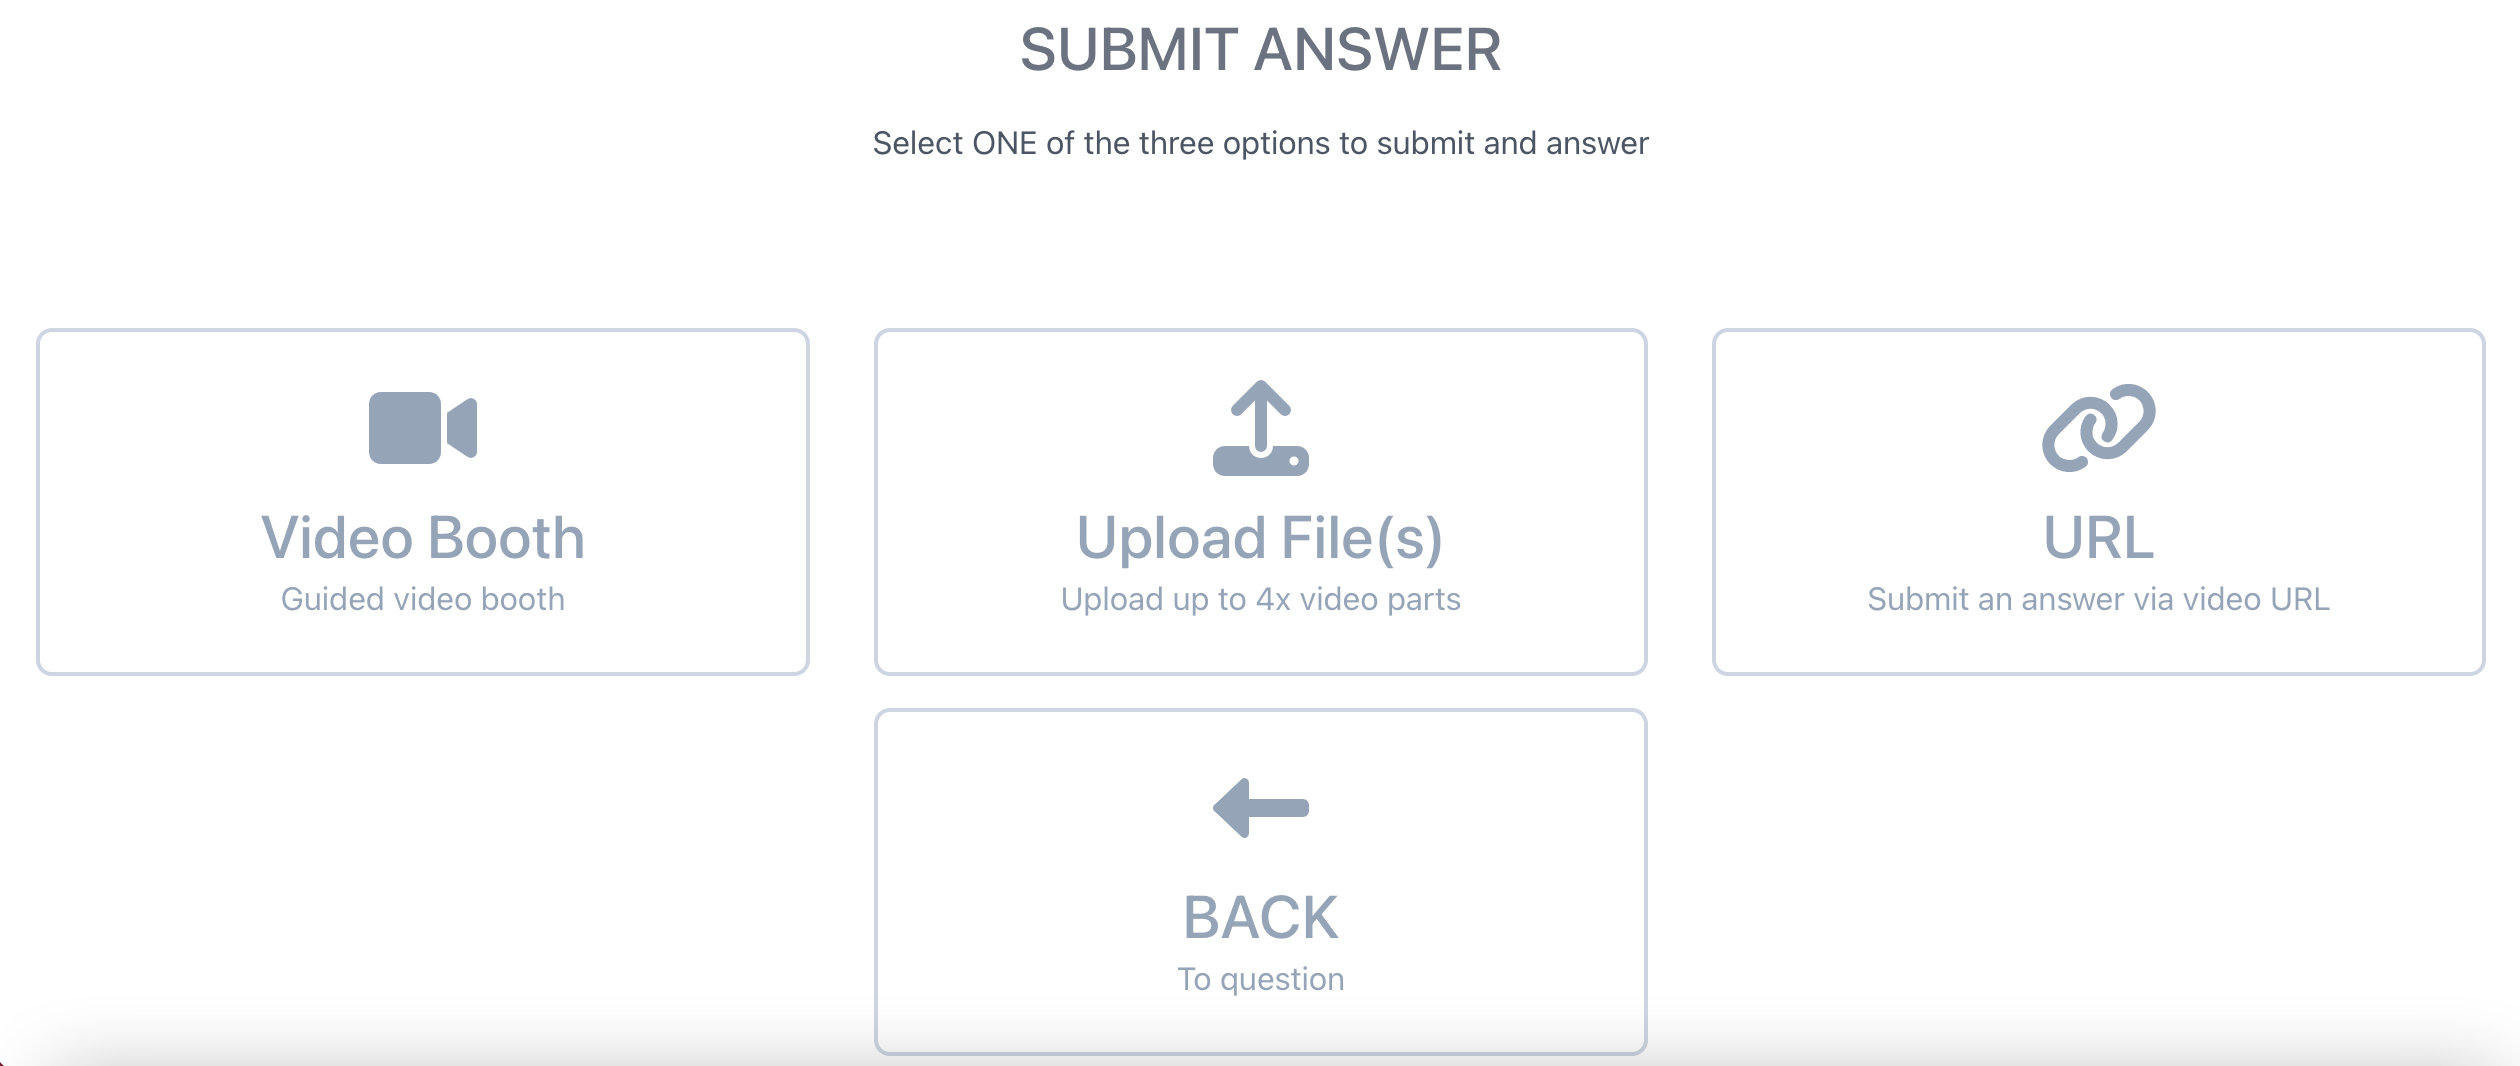 SUBMIT ANSWER
Select ONE of the three options to submit and answer
Video Booth
Guided video booth
Upload File(s)
Upload up to 4x video parts
URL
Submit an answer via video URL
BACK
To question